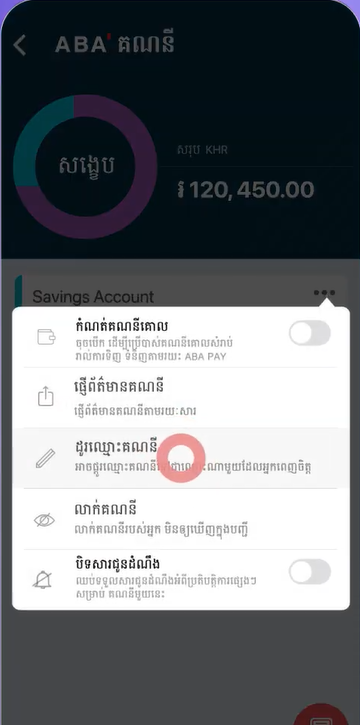 ABA' គណនី
សង្ខេប
សរុប KHR
៛ 120,450.00
Savings Account
កំណត់គណនីគោល
ចុចបើក ដើម្បីប្រើបាស់គណនីគោលសំរាប់
រាល់ការទិញ ទំនិញតាមរយៈ ABA PAY
ផ្ញើព័ត៌មានគណនី
ផ្ញើព័ត៌មានគណនីតាមរយៈសារ
ដូរឈ្មោះគណនី
អាចផ្លូរឈ្មោះគណនី ណាមួយដែលអ្នកពេញចិត្ត
លាក់គណនី
លាក់គណនីរបស់អ្នក មិនឲ្យឃើញក្នុងបញ្ជី
បិទសារជូនដំណឹង
ឈប់ទទួលសារជូនដំណឹងអំពីប្រតិបត្តិការផ្សេងៗ
សម្រាប់ គណនីមួយនេះ